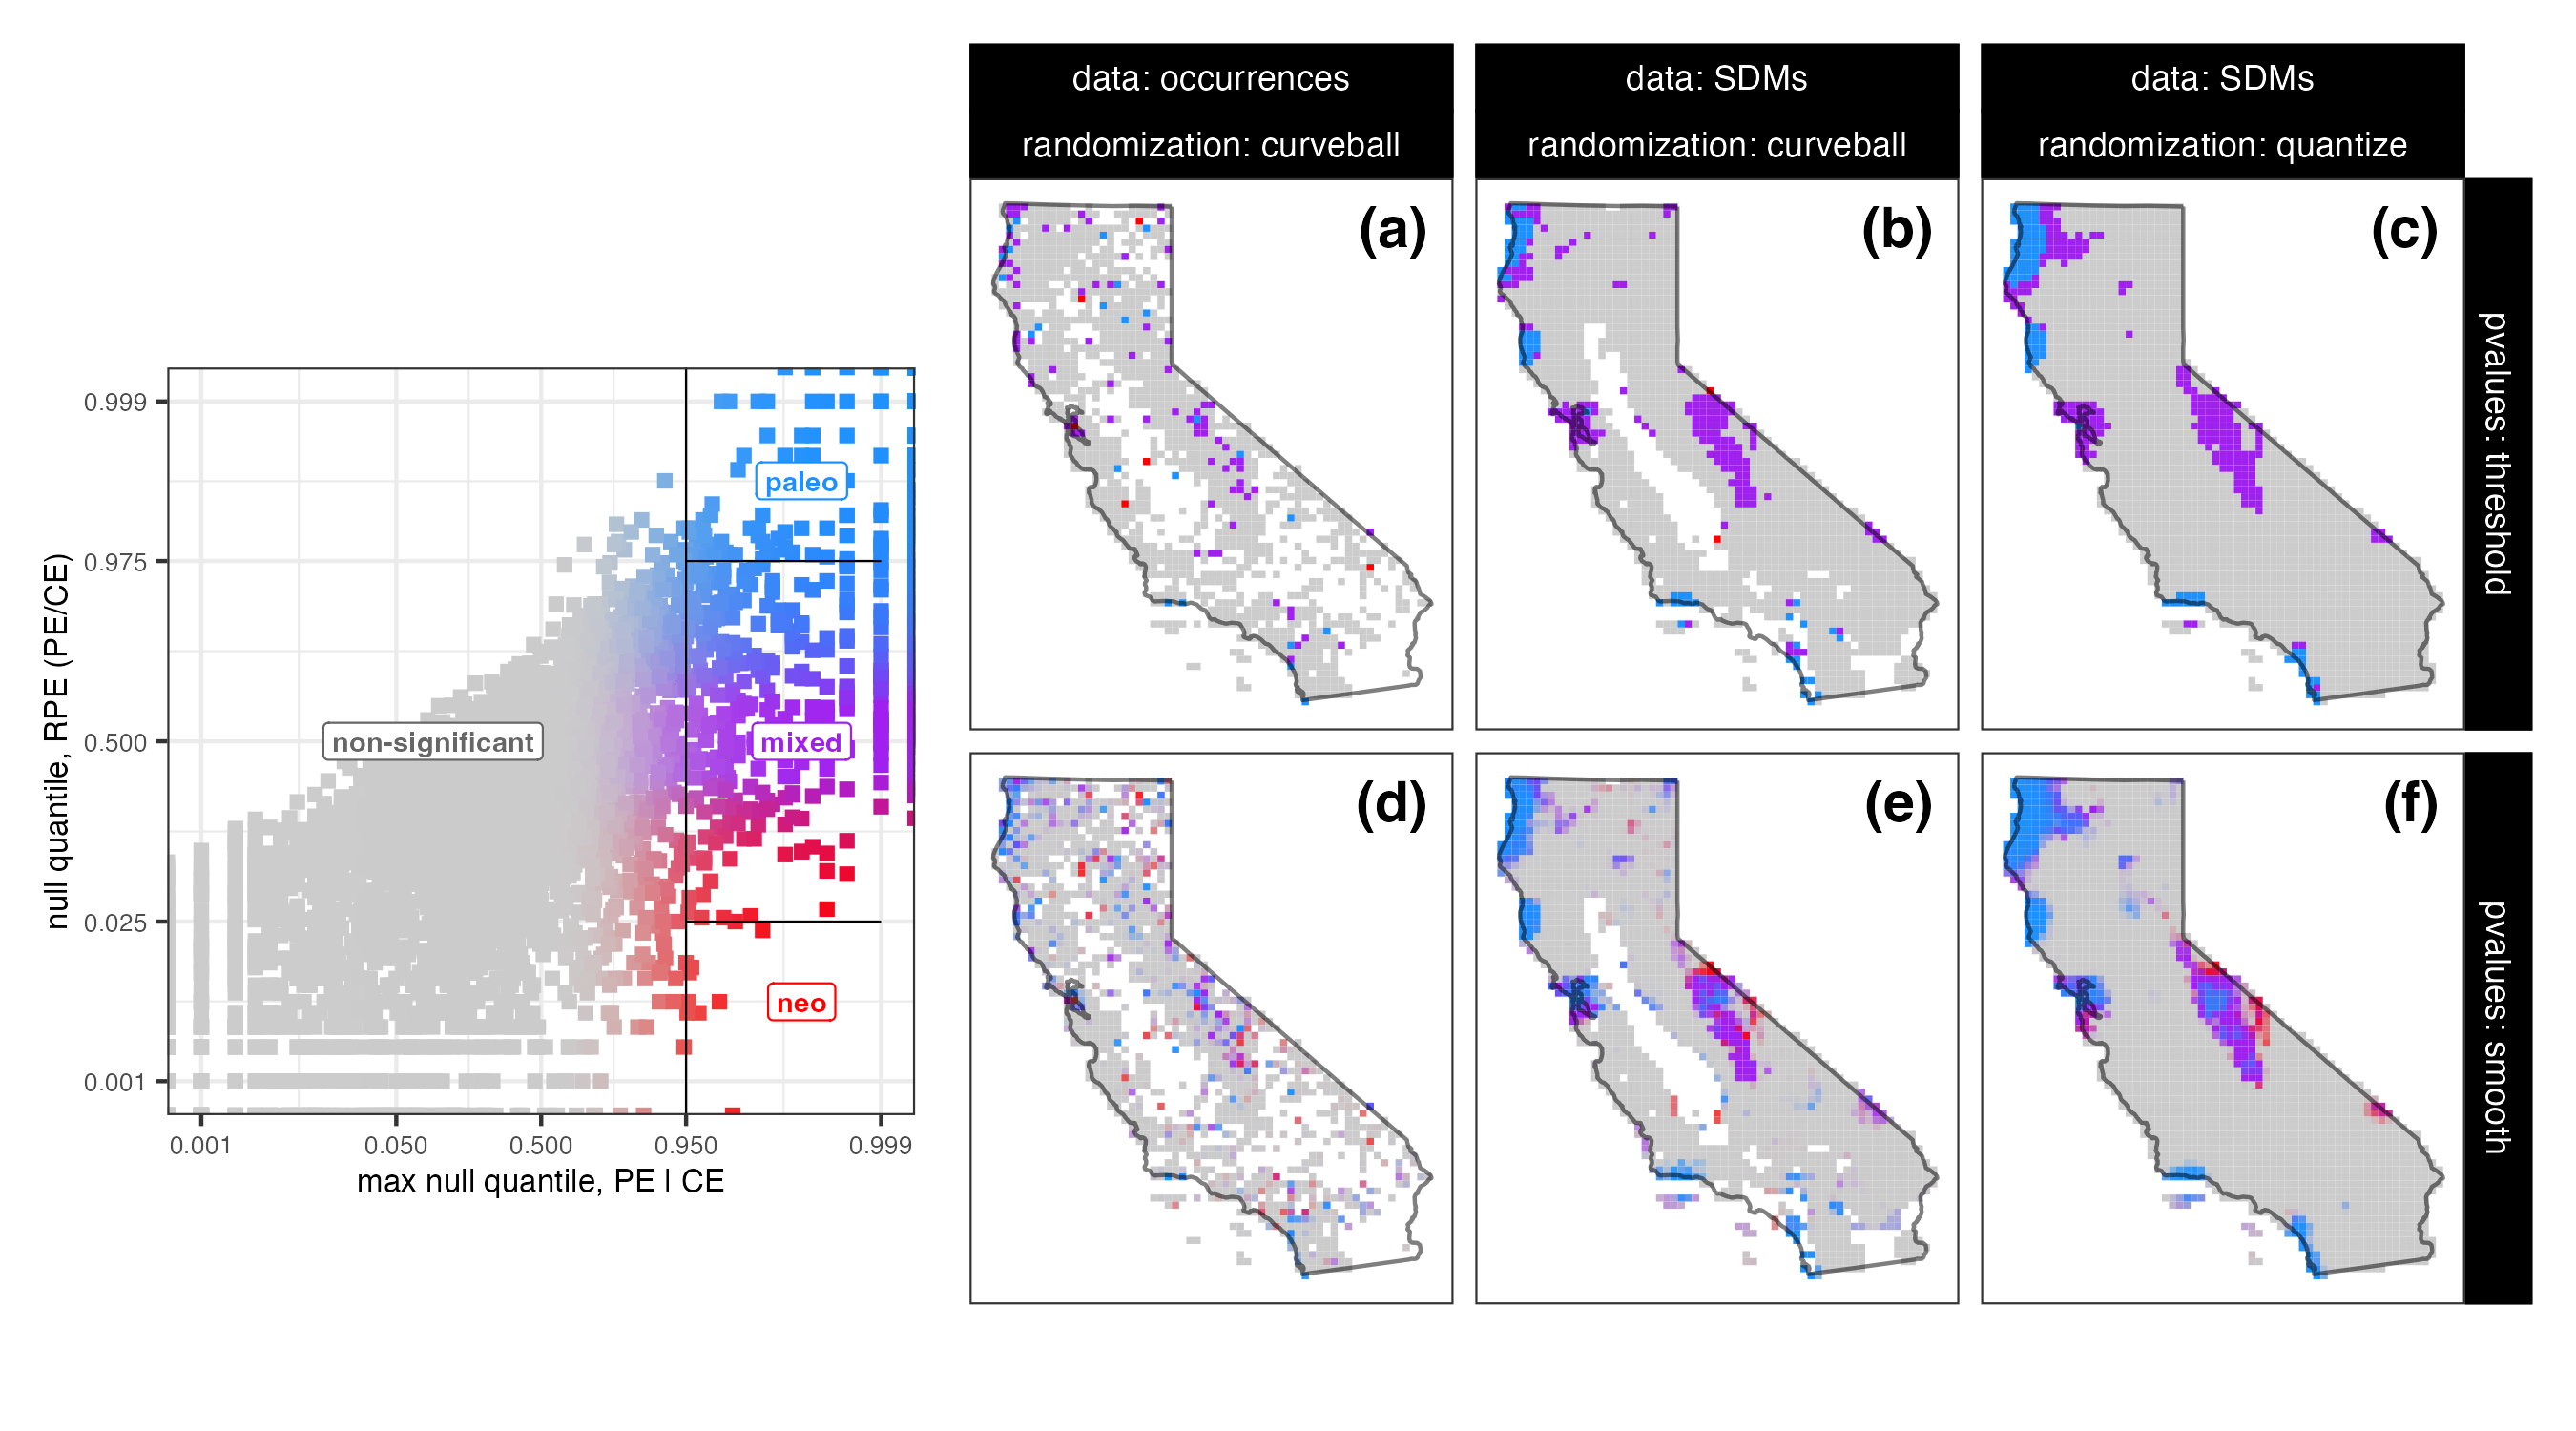 data: occurrences
randomization: curveball
data: SDMs
randomization: curveball
data: SDMs
randomization: quantize
(a)
(b)
(c)
pvalues: threshold
(d)
(e)
(f)
pvalues: smooth
null quantile, RPE (PE/CE)
0.999
0.975
0.500
0.025
0.001
paleo
non-significant
mixed
neo
0.001
0.050
0.500
0.950
0.999
max null quantile, PE | CE